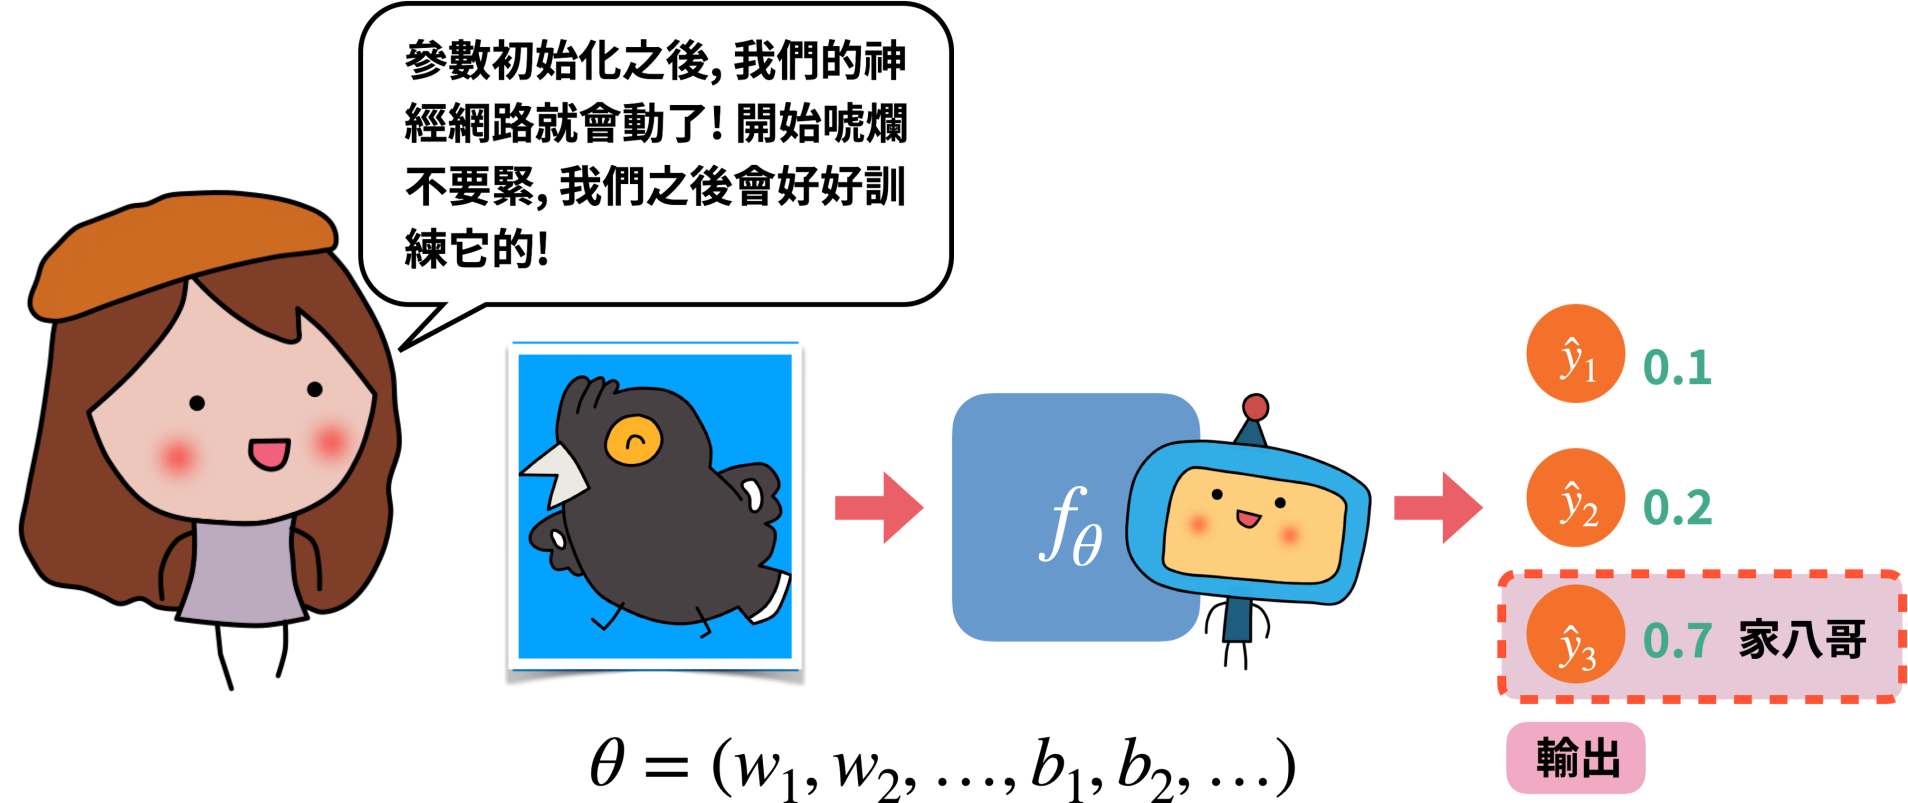 參數初始化之後, 我們的神
經網路就會動了! 開始唬爛
不要緊, 我們之後會好好訓
練它的!
f_θ
ŷ₁ 0.1
ŷ₂ 0.2
ŷ₃ 0.7 家八哥
輸出
θ = (w₁, w₂, …, b₁, b₂, …)